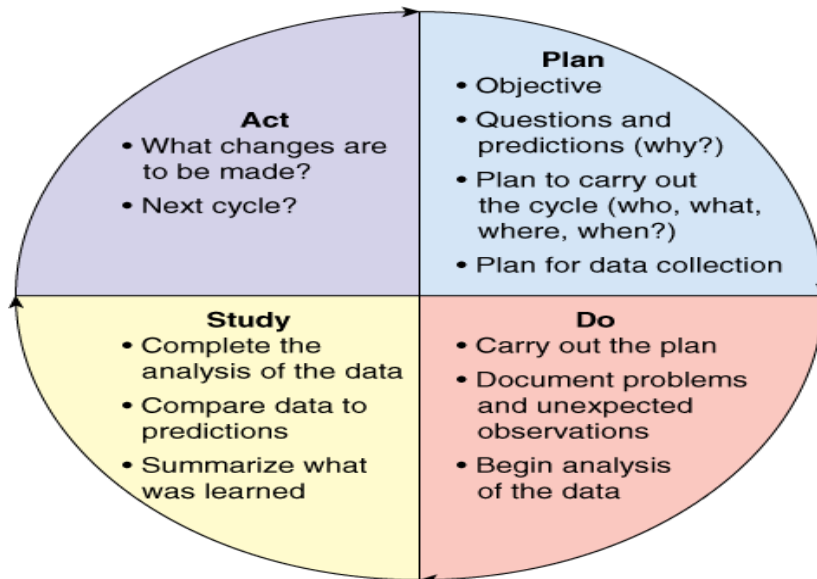 Plan
• Objective
• Questions and
predictions (why?)
• Plan to carry out
the cycle (who, what,
where, when?)
• Plan for data collection
Do
• Carry out the plan
• Document problems
and unexpected
observations
• Begin analysis
of the data
Study
• Complete the
analysis of the data
• Compare data to
predictions
• Summarize what
was learned
Act
• What changes are
to be made?
• Next cycle?